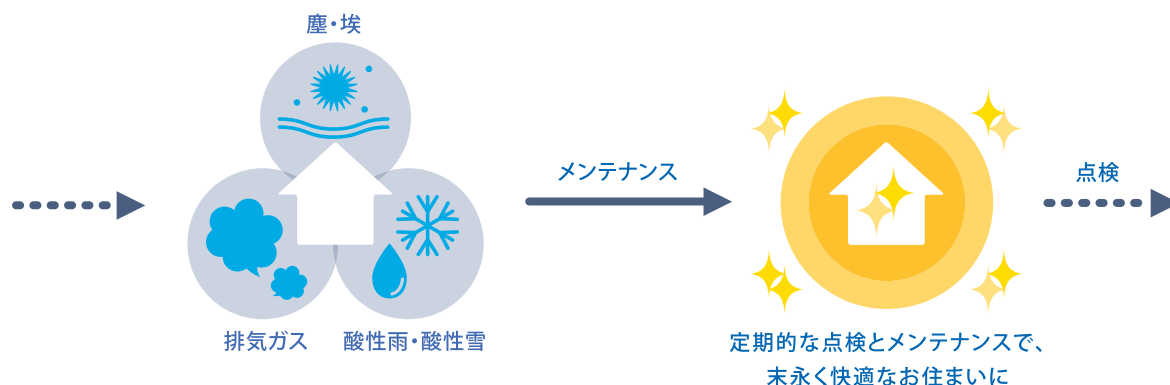 塵・埃
メンテナンス
点検
排気ガス
酸性雨・酸性雪
定期的な点検とメンテナンスで、
末永く快適なお住まいに